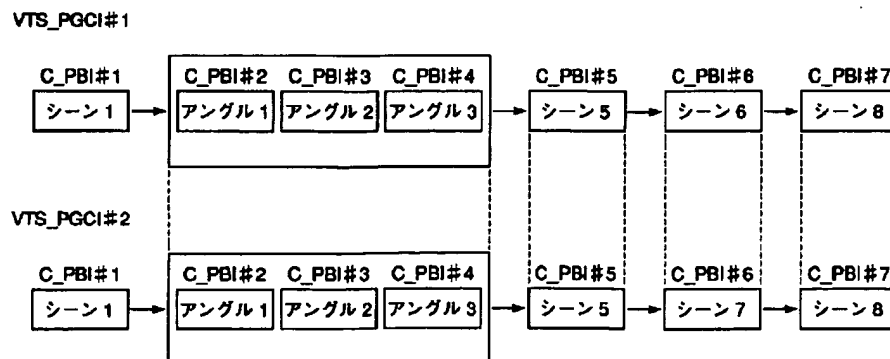 VTS_PGCI#1
C_PBI#1 C_PBI#2 C_PBI#3 C_PBI#4 C_PBI#5 C_PBI#6 C_PBI#7
シーン1 アングル1 アングル2 アングル3 シーン5 シーン6 シーン8
VTS_PGCI#2
C_PBI#1 C_PBI#2 C_PBI#3 C_PBI#4 C_PBI#5 C_PBI#6 C_PBI#7
シーン1 アングル1 アングル2 アングル3 シーン5 シーン7 シーン8